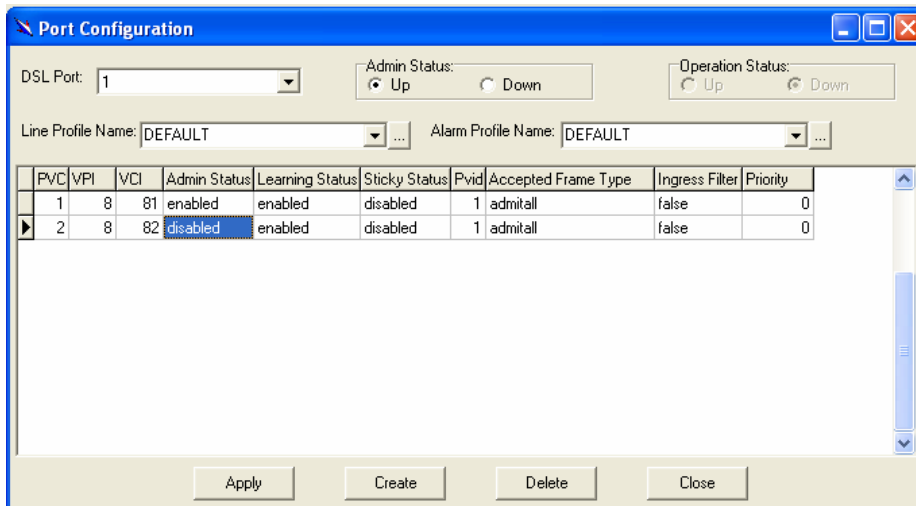 Port Configuration
DSL Port: 1 Admin Status: Up Down Operation Status: Up Down
Line Profile Name: DEFAULT ... Alarm Profile Name: DEFAULT ...
PVC VPI VCI Admin Status Learning Status Sticky Status Pvid Accepted Frame Type Ingress Filter Priority
1 8 81 enabled enabled disabled 1 admitall false 0
2 8 82 disabled enabled disabled 1 admitall false 0
Apply Create Delete Close